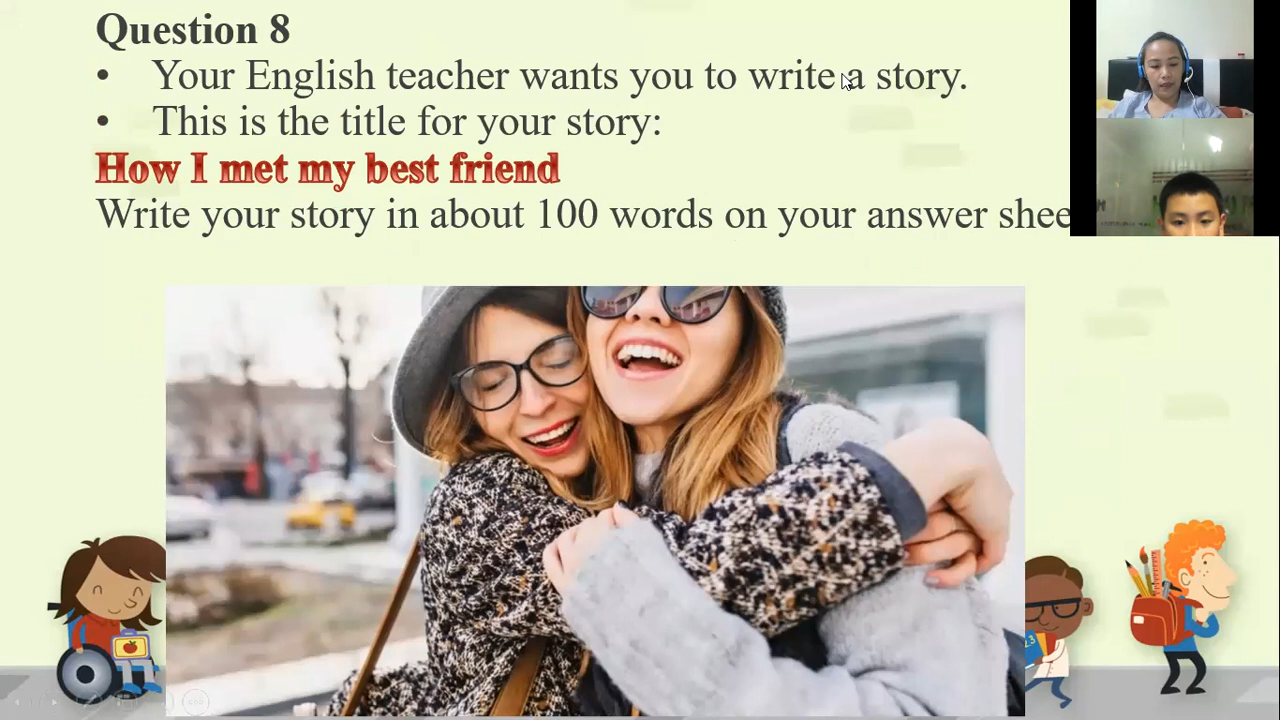 Question 8
• Your English teacher wants you to write a story.
• This is the title for your story:
How I met my best friend
Write your story in about 100 words on your answer shee